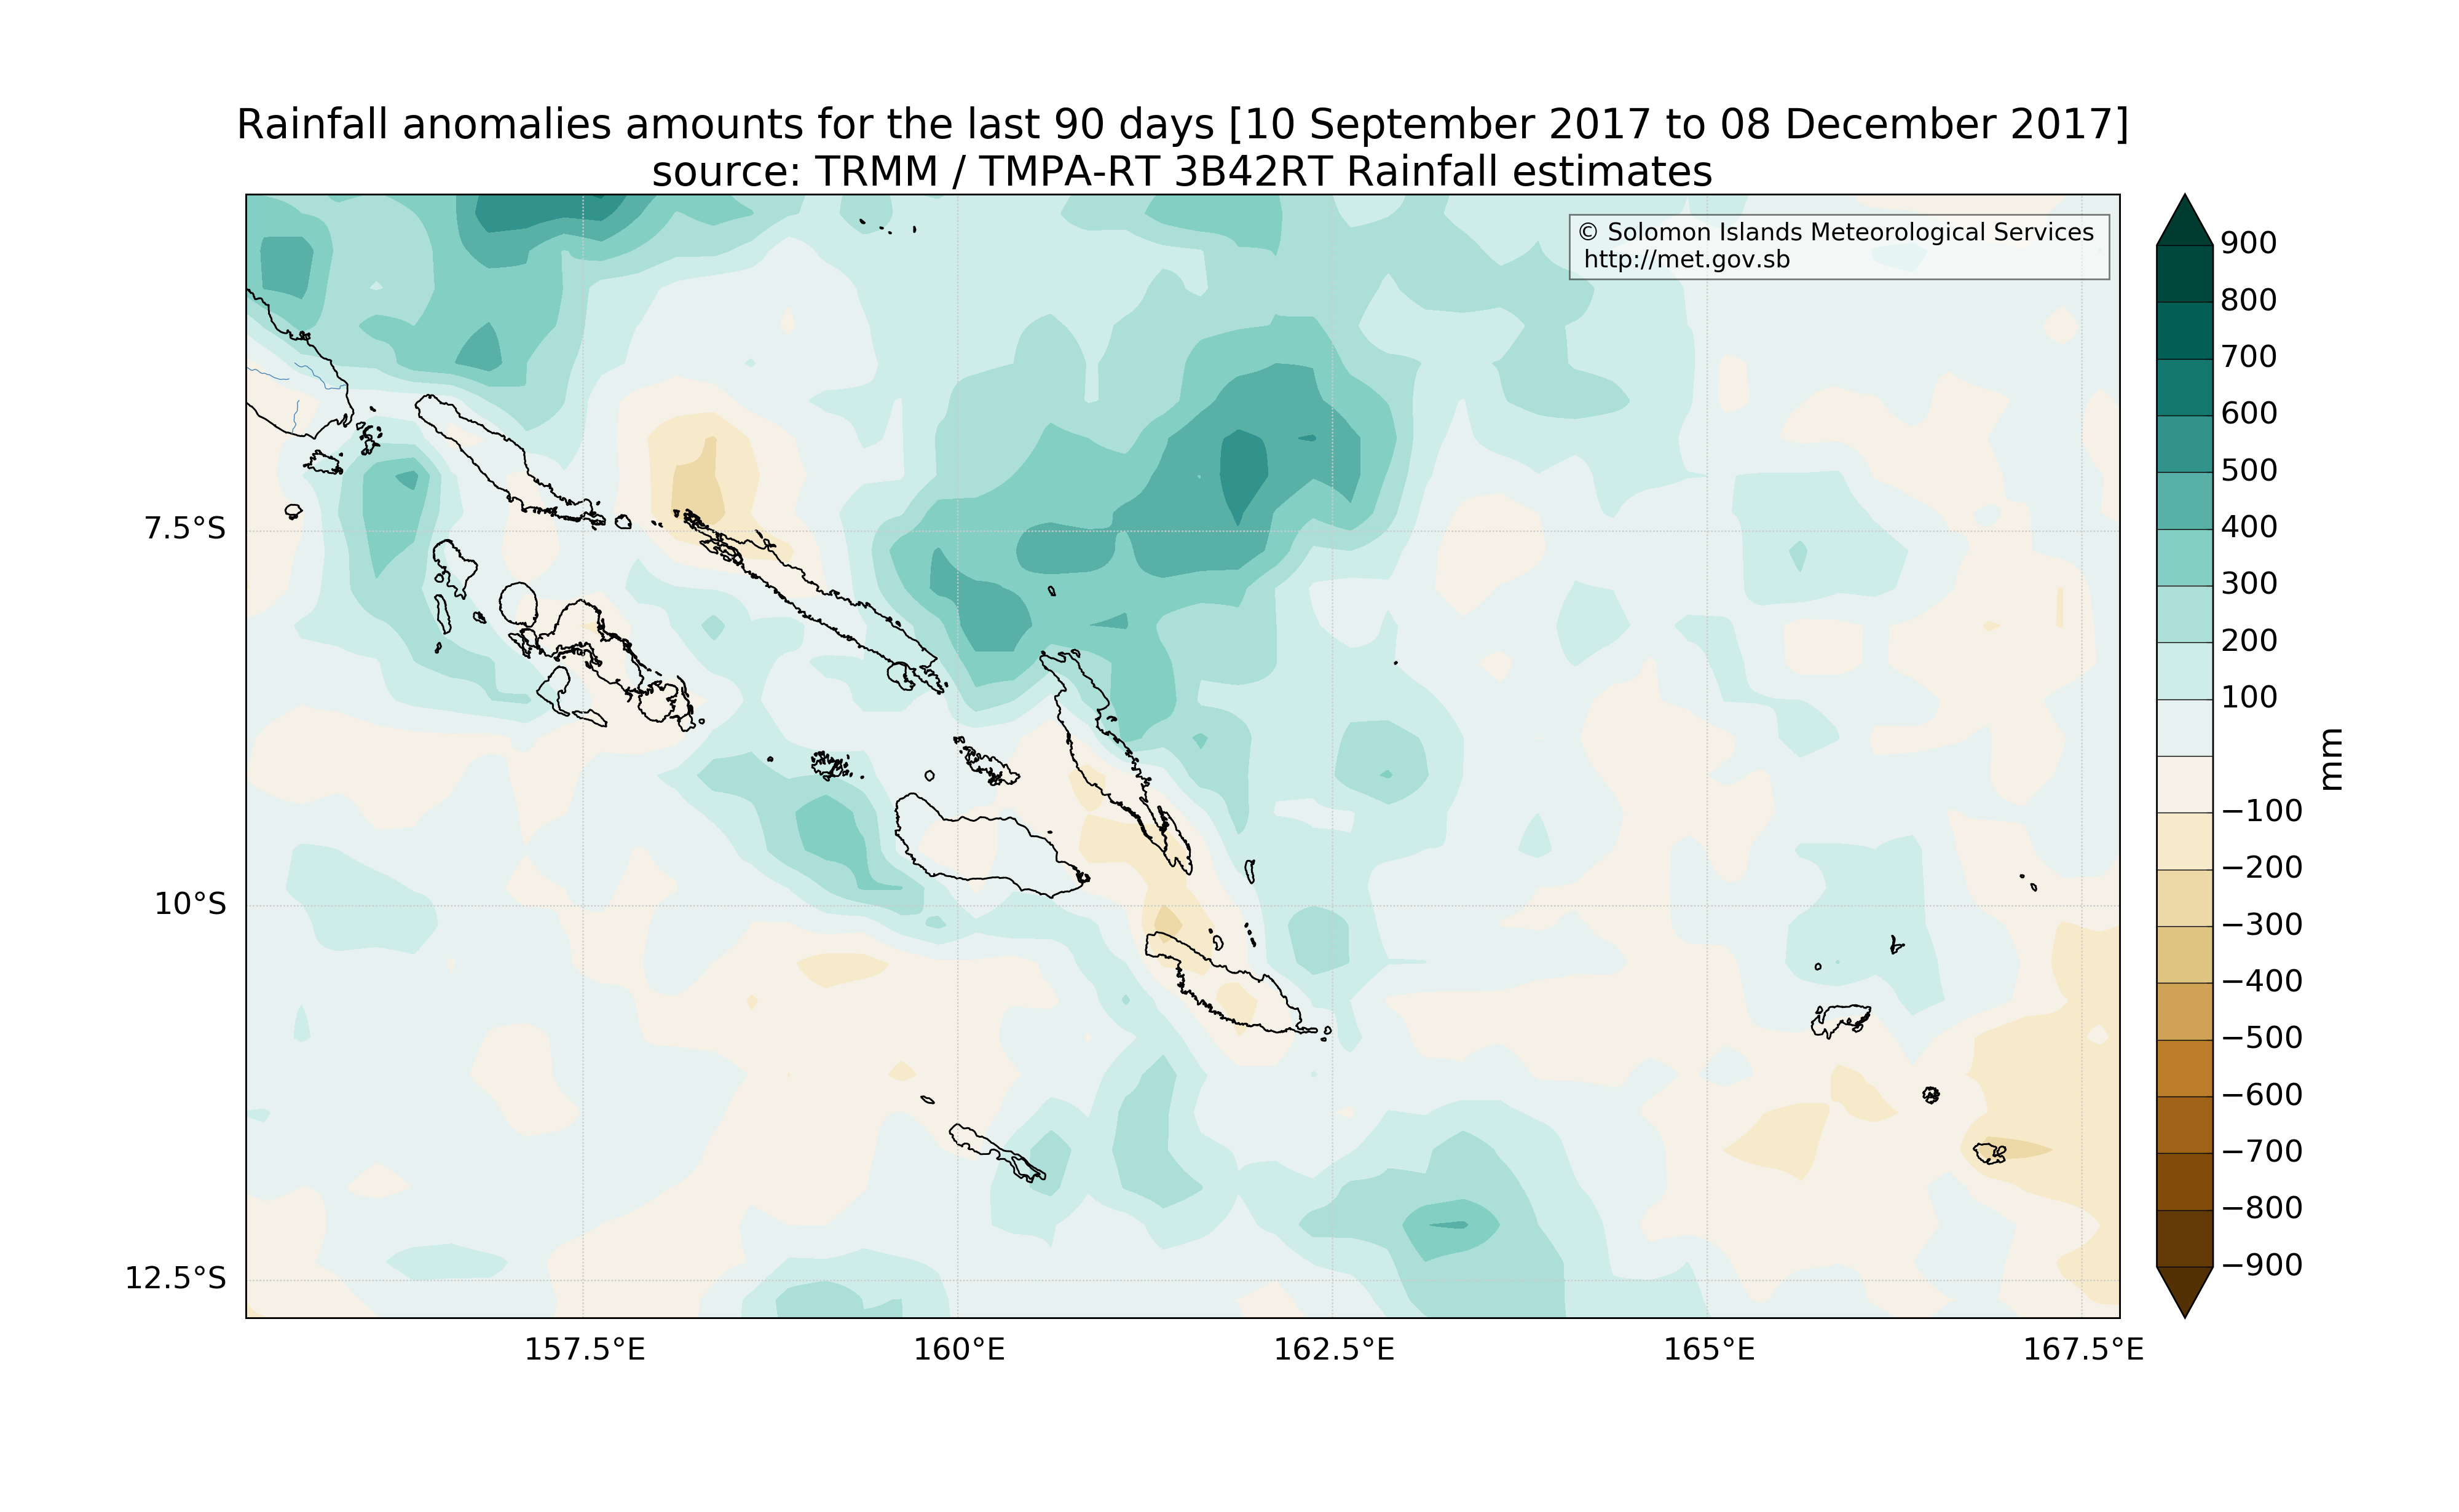 Rainfall anomalies amounts for the last 90 days [10 September 2017 to 08 December 2017]
source: TRMM / TMPA-RT 3B42RT Rainfall estimates
© Solomon Islands Meteorological Services
http://met.gov.sb
7.5°S
10°S
12.5°S
157.5°E
160°E
162.5°E
165°E
167.5°E
900
800
700
600
500
400
300
200
100
−100
−200
−300
−400
−500
−600
−700
−800
−900
mm